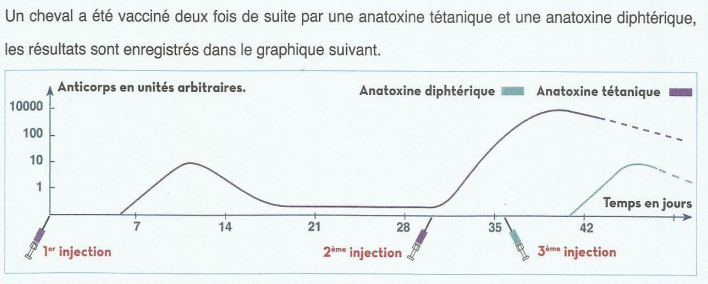 Un cheval a été vacciné deux fois de suite par une anatoxine tétanique et une anatoxine diphtérique,
les résultats sont enregistrés dans le graphique suivant.
Anticorps en unités arbitraires.
Anatoxine diphtérique
Anatoxine tétanique
10000
100
10
1
Temps en jours
7
14
21
28
35
42
1er injection
2ème injection
3ème injection